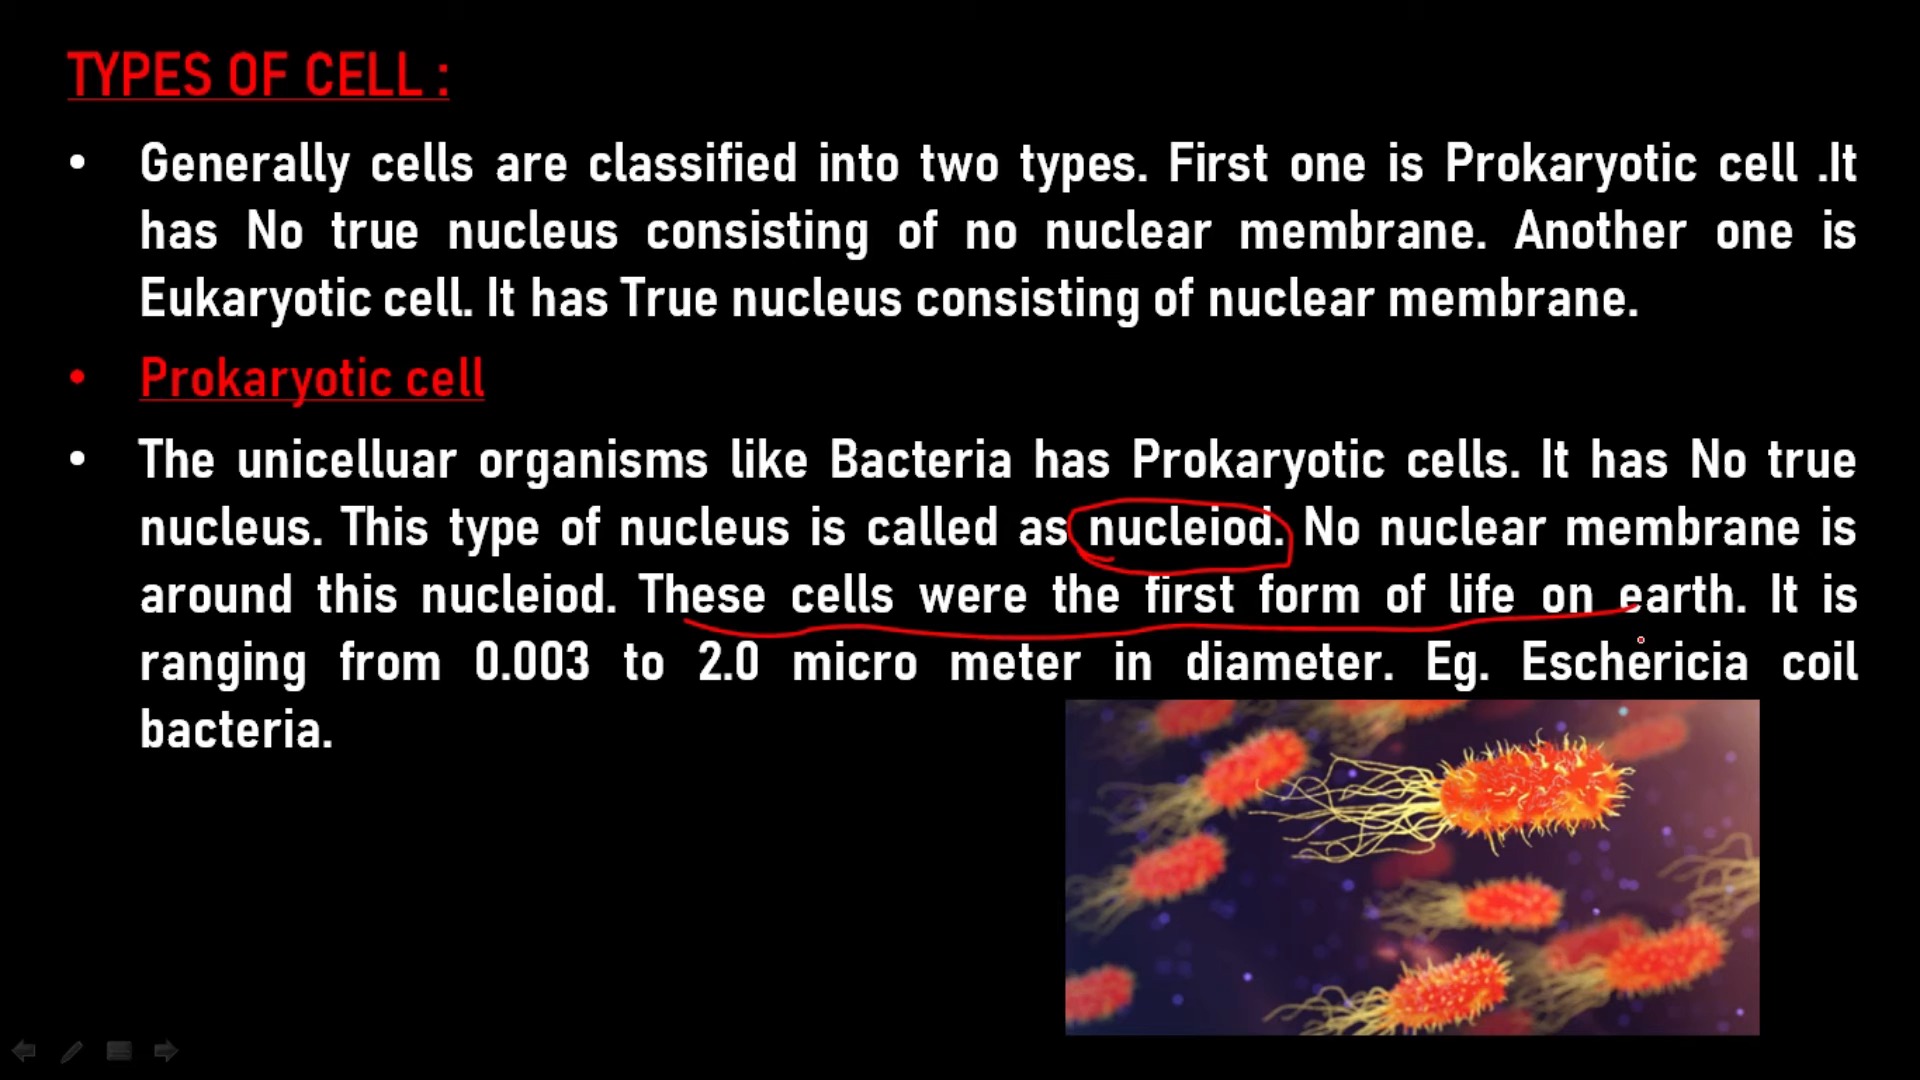 TYPES OF CELL :
• Generally cells are classified into two types. First one is Prokaryotic cell .It
has No true nucleus consisting of no nuclear membrane. Another one is
Eukaryotic cell. It has True nucleus consisting of nuclear membrane.
• Prokaryotic cell
• The unicelluar organisms like Bacteria has Prokaryotic cells. It has No true
nucleus. This type of nucleus is called as nucleiod. No nuclear membrane is
around this nucleiod. These cells were the first form of life on earth. It is
ranging from 0.003 to 2.0 micro meter in diameter. Eg. Eschericia coil
bacteria.